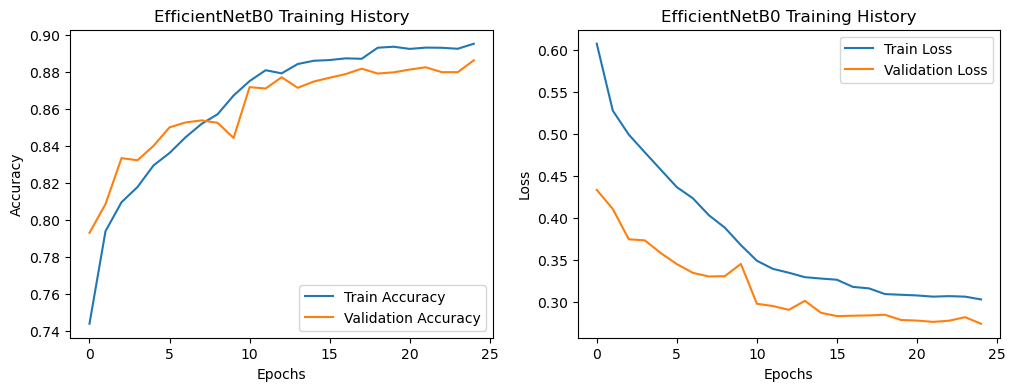 EfficientNetB0 Training History
0.90
0.88
0.86
0.84
0.82
0.80
0.78
0.76
0.74
Accuracy
Train Accuracy
Validation Accuracy
0 5 10 15 20 25
Epochs
EfficientNetB0 Training History
Train Loss
Validation Loss
0.60
0.55
0.50
0.45
0.40
0.35
0.30
Loss
0 5 10 15 20 25
Epochs